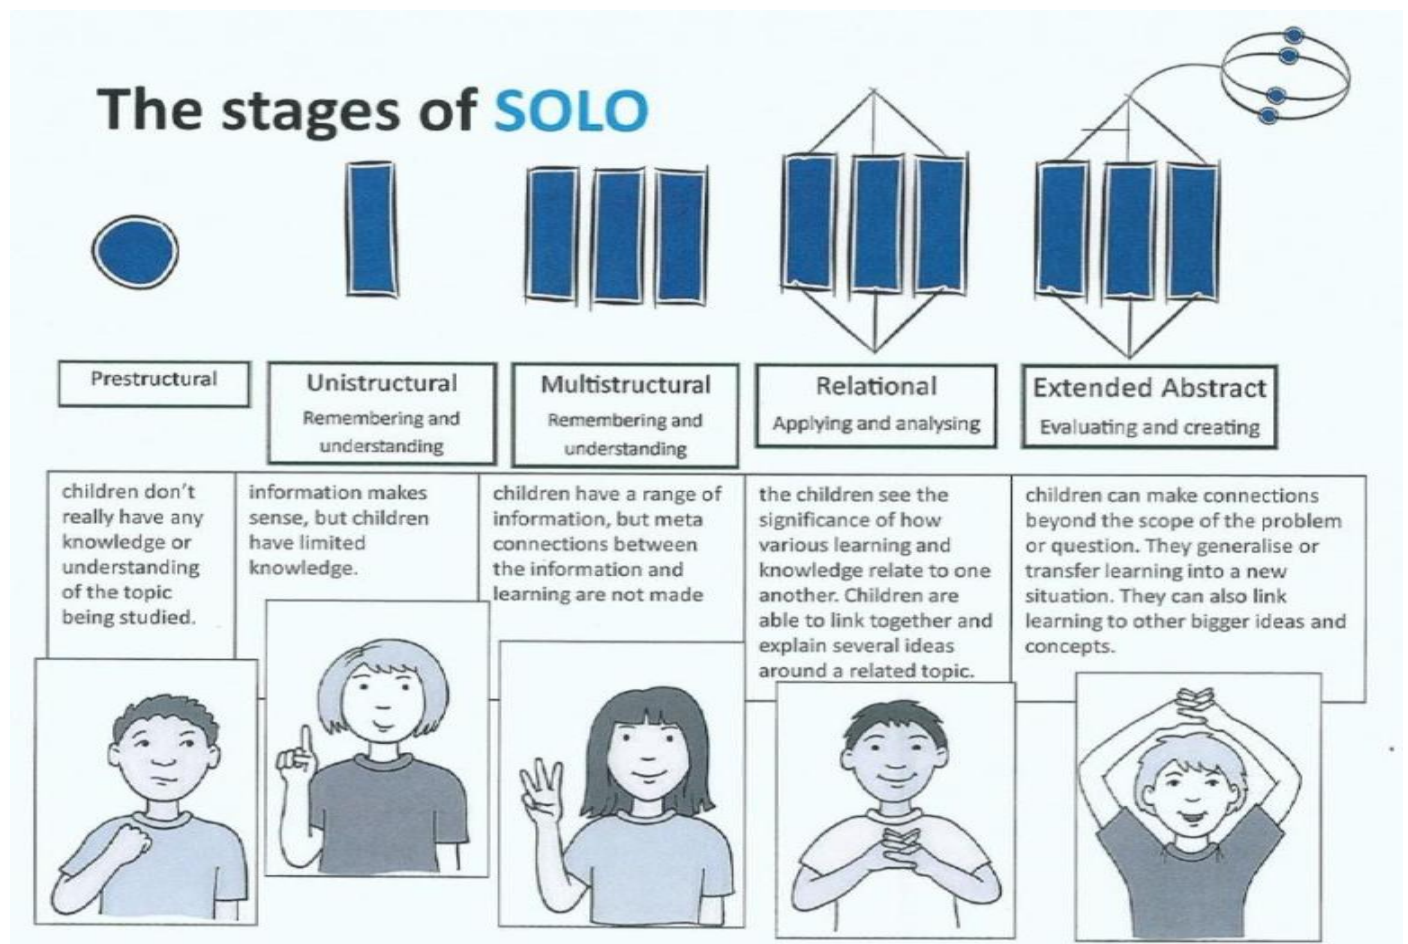 The stages of SOLO
Prestructural
Unistructural
Remembering and
understanding
Multistructural
Remembering and
understanding
Relational
Applying and analysing
Extended Abstract
Evaluating and creating
children don't
really have any
knowledge or
understanding
of the topic
being studied.
information makes
sense, but children
have limited
knowledge.
children have a range of
information, but meta
connections between
the information and
learning are not made
the children see the
significance of how
various learning and
knowledge relate to one
another. Children are
able to link together and
explain several ideas
around a related topic.
children can make connections
beyond the scope of the problem
or question. They generalise or
transfer learning into a new
situation. They can also link
learning to other bigger ideas and
concepts.